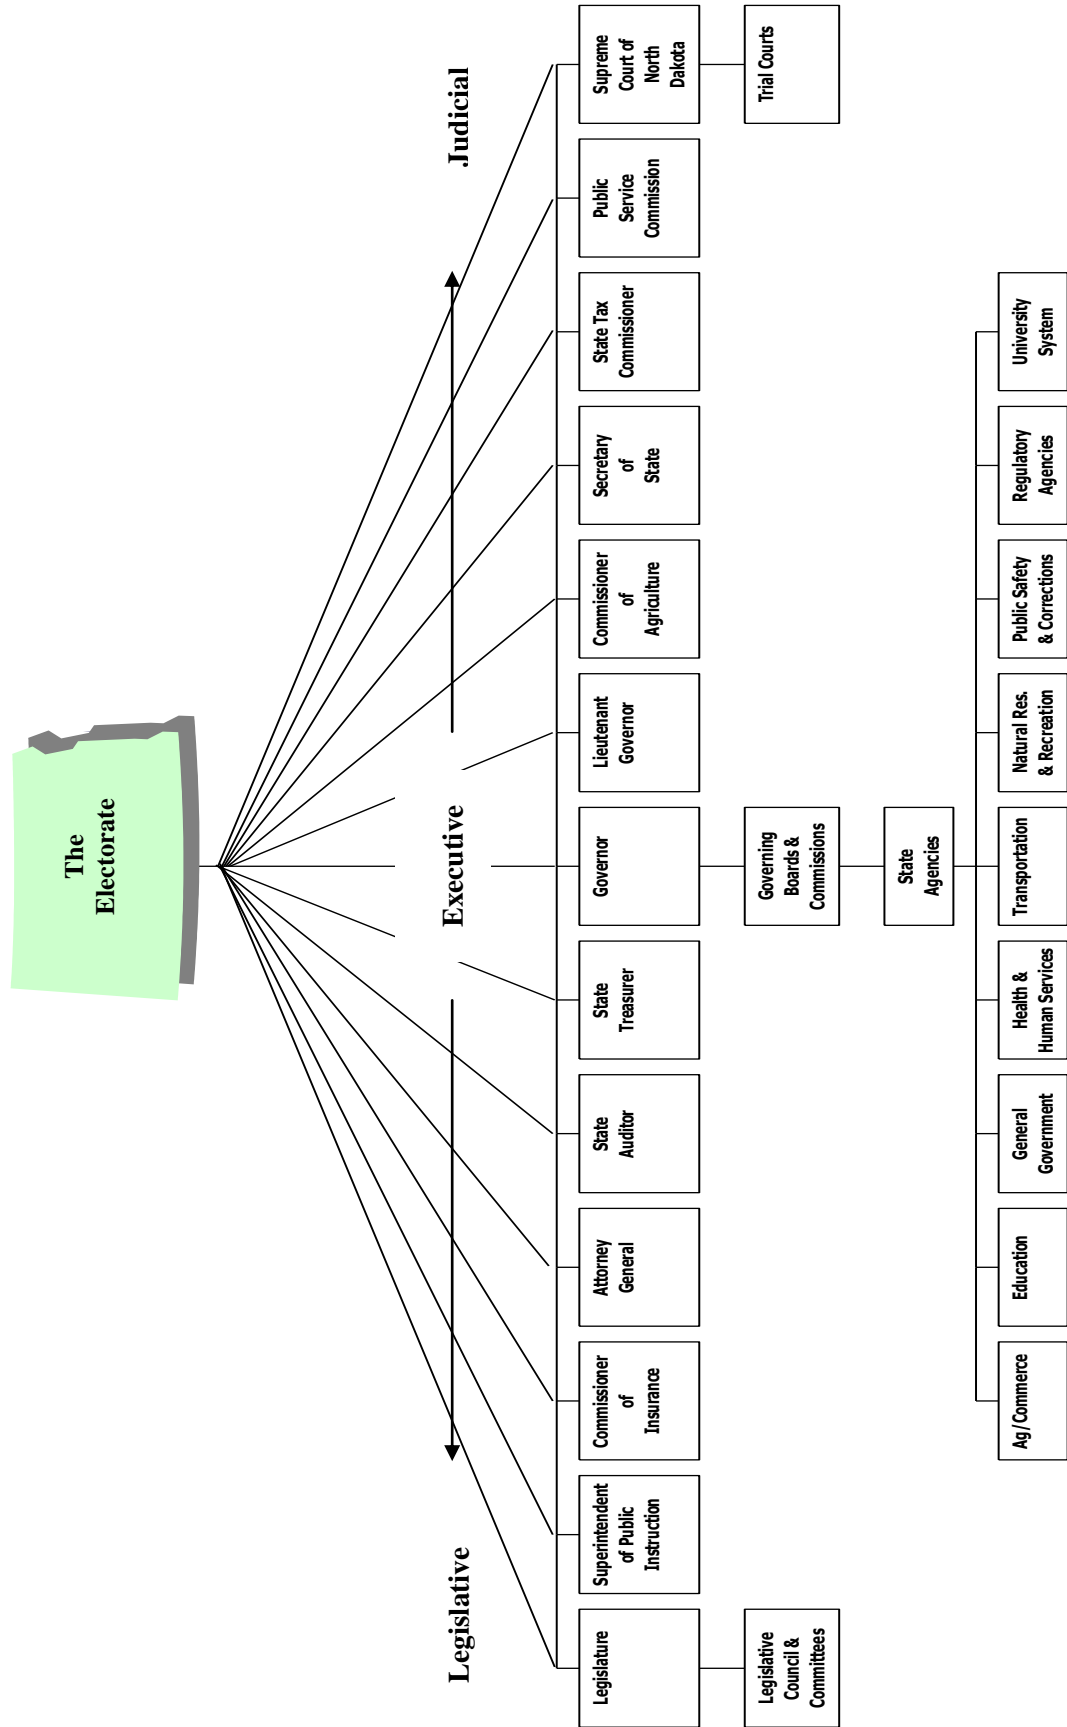 The
Electorate
Legislative
Executive
Judicial
Legislature
Superintendent
of Public
Instruction
Commissioner
of
Insurance
Attorney
General
State
Auditor
State
Treasurer
Governor
Lieutenant
Governor
Commissioner
of
Agriculture
Secretary
of
State
State Tax
Commissioner
Public
Service
Commission
Supreme
Court of
North
Dakota
Legislative
Council &
Committees
Governing
Boards &
Commissions
Trial Courts
State
Agencies
Ag/Commerce
Education
General
Government
Health &
Human Services
Transportation
Natural Res.
& Recreation
Public Safety
& Corrections
Regulatory
Agencies
University
System